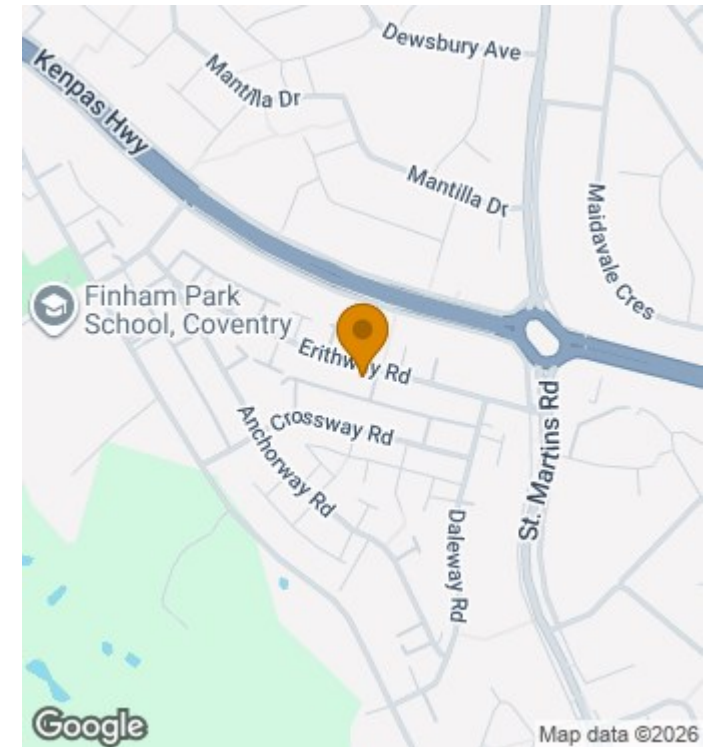 Dewsbury Ave
Kenpas Hwy
Mantilla Dr
Mantilla Dr
Maidavale Cres
Finham Park
School, Coventry
Erithway Rd
Crossway Rd
Anchorway Rd
St. Martins Rd
Daleway Rd
Google
Map data ©2026